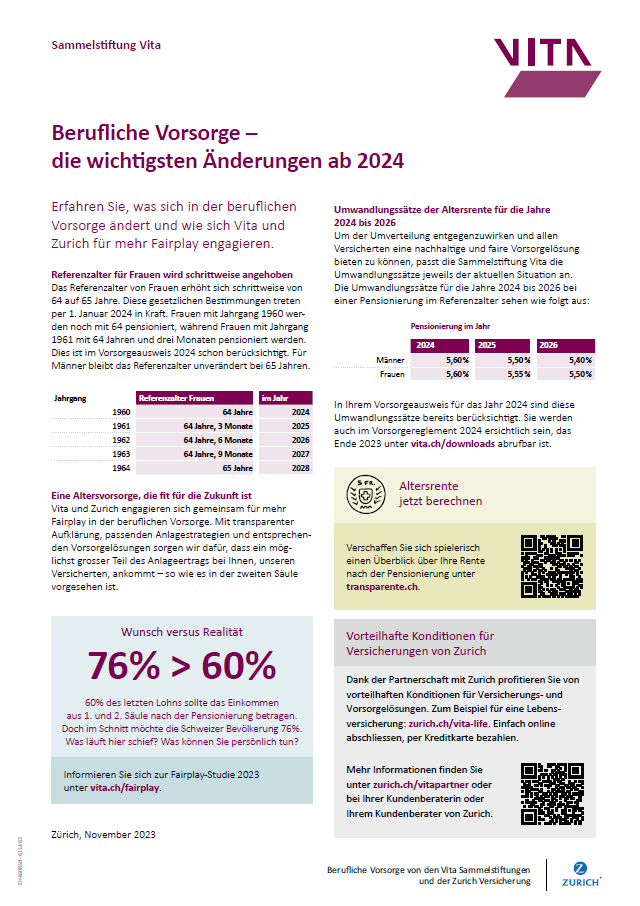 Sammelstiftung Vita
VITA
Berufliche Vorsorge –
die wichtigsten Änderungen ab 2024
Erfahren Sie, was sich in der beruflichen
Vorsorge ändert und wie sich Vita und
Zurich für mehr Fairplay engagieren.
Referenzalter für Frauen wird schrittweise angehoben
Das Referenzalter von Frauen erhöht sich schrittweise von
64 auf 65 Jahre. Diese gesetzlichen Bestimmungen treten
per 1. Januar 2024 in Kraft. Frauen mit Jahrgang 1960 wer-
den noch mit 64 pensioniert, während Frauen mit Jahrgang
1961 mit 64 Jahren und drei Monaten pensioniert werden.
Dies ist im Vorsorgeausweis 2024 schon berücksichtigt. Für
Männer bleibt das Referenzalter unverändert bei 65 Jahren.
Jahrgang Referenzalter Frauen im Jahr
1960 64 Jahre 2024
1961 64 Jahre, 3 Monate 2025
1962 64 Jahre, 6 Monate 2026
1963 64 Jahre, 9 Monate 2027
1964 65 Jahre 2028
Eine Altersvorsorge, die fit für die Zukunft ist
Vita und Zurich engagieren sich gemeinsam für mehr
Fairplay in der beruflichen Vorsorge. Mit transparenter
Aufklärung, passenden Anlagestrategien und entsprechen-
den Vorsorgelösungen sorgen wir dafür, dass ein mög-
lichst grosser Teil des Anlageertrags bei Ihnen, unseren
Versicherten, ankommt – so wie es in der zweiten Säule
vorgesehen ist.
Wunsch versus Realität
76% > 60%
60% des letzten Lohns sollte das Einkommen
aus 1. und 2. Säule nach der Pensionierung betragen.
Doch im Schnitt möchte die Schweizer Bevölkerung 76%.
Was läuft hier schief? Was können Sie persönlich tun?
Informieren Sie sich zur Fairplay-Studie 2023
unter vita.ch/fairplay.
Zürich, November 2023
Umwandlungssätze der Altersrente für die Jahre
2024 bis 2026
Um der Umverteilung entgegenzuwirken und allen
Versicherten eine nachhaltige und faire Vorsorgelösung
bieten zu können, passt die Sammelstiftung Vita die
Umwandlungssätze jeweils der aktuellen Situation an.
Die Umwandlungssätze für die Jahre 2024 bis 2026 bei
einer Pensionierung im Referenzalter sehen wie folgt aus:
Pensionierung im Jahr
2024 2025 2026
Männer 5,60% 5,50% 5,40%
Frauen 5,60% 5,55% 5,50%
In Ihrem Vorsorgeausweis für das Jahr 2024 sind diese
Umwandlungssätze bereits berücksichtigt. Sie werden
auch im Vorsorgereglement 2024 ersichtlich sein, das
Ende 2023 unter vita.ch/downloads abrufbar ist.
5 FR.
Altersrente
jetzt berechnen
Verschaffen Sie sich spielerisch
einen Überblick über Ihre Rente
nach der Pensionierung unter
transparente.ch.
Vorteilhafte Konditionen für
Versicherungen von Zurich
Dank der Partnerschaft mit Zurich profitieren Sie von
vorteilhaften Konditionen für Versicherungs- und
Vorsorgelösungen. Zum Beispiel für eine Lebens-
versicherung: zurich.ch/vita-life. Einfach online
abschliessen, per Kreditkarte bezahlen.
Mehr Informationen finden Sie
unter zurich.ch/vitapartner oder
bei Ihrer Kundenberaterin oder
Ihrem Kundenberater von Zurich.
Berufliche Vorsorge von den Vita Sammelstiftungen
und der Zurich Versicherung
ZURICH